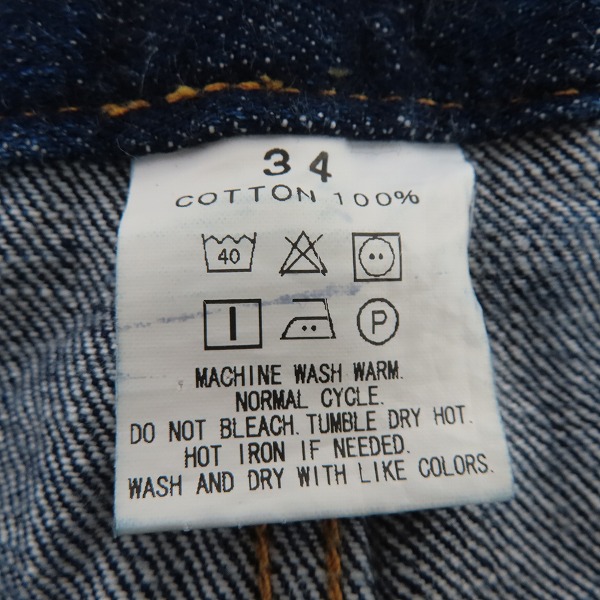 34
COTTON 100%
40
P
MACHINE WASH WARM.
NORMAL CYCLE.
DO NOT BLEACH. TUMBLE DRY HOT.
HOT IRON IF NEEDED.
WASH AND DRY WITH LIKE COLORS.